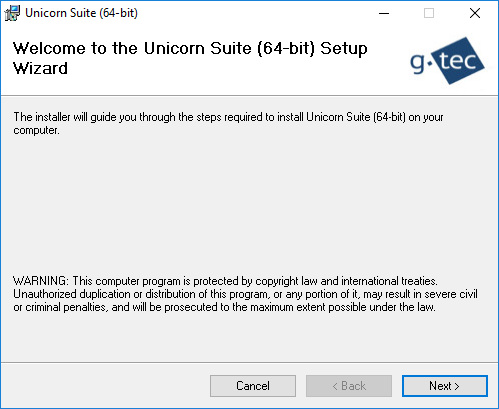 Unicorn Suite (64-bit)
Welcome to the Unicorn Suite (64-bit) Setup
Wizard
g.tec
The installer will guide you through the steps required to install Unicorn Suite (64-bit) on your
computer.
WARNING: This computer program is protected by copyright law and international treaties.
Unauthorized duplication or distribution of this program, or any portion of it, may result in severe civil
or criminal penalties, and will be prosecuted to the maximum extent possible under the law.
Cancel
< Back
Next >